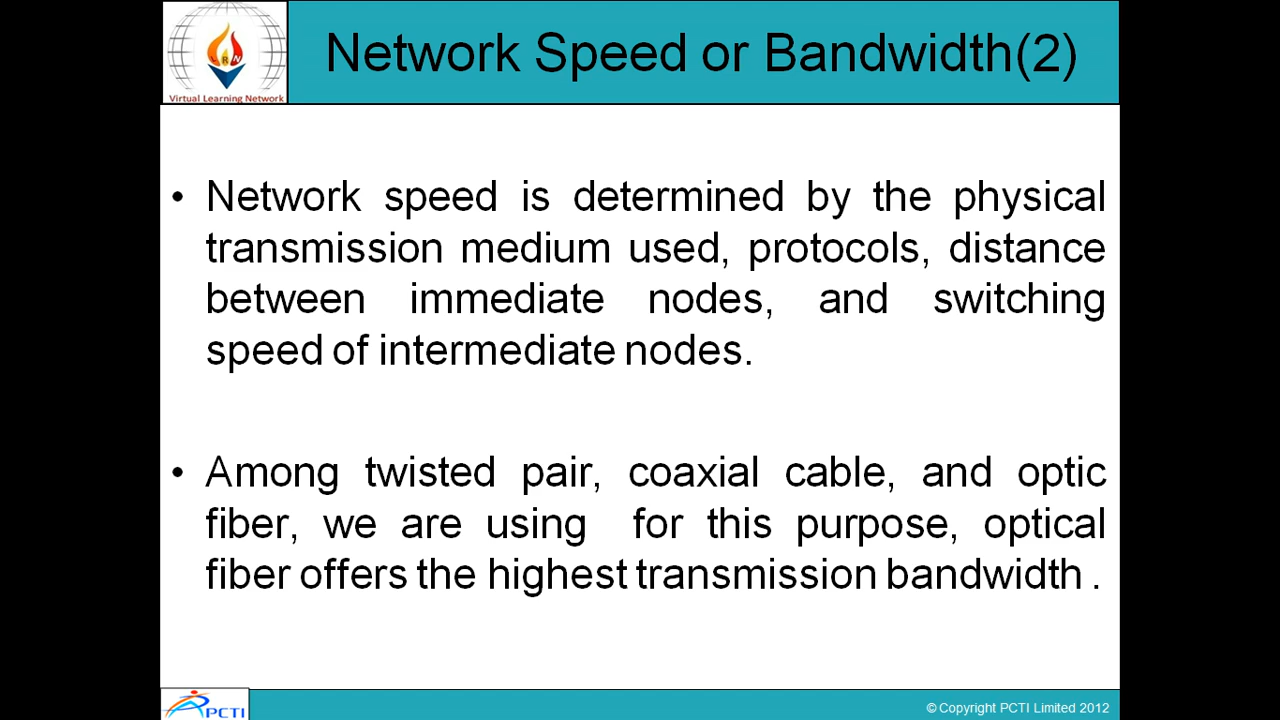 Network Speed or Bandwidth(2)
Virtual Learning Network
• Network speed is determined by the physical
transmission medium used, protocols, distance
between immediate nodes, and switching
speed of intermediate nodes.
• Among twisted pair, coaxial cable, and optic
fiber, we are using for this purpose, optical
fiber offers the highest transmission bandwidth .
PCTI
© Copyright PCTI Limited 2012